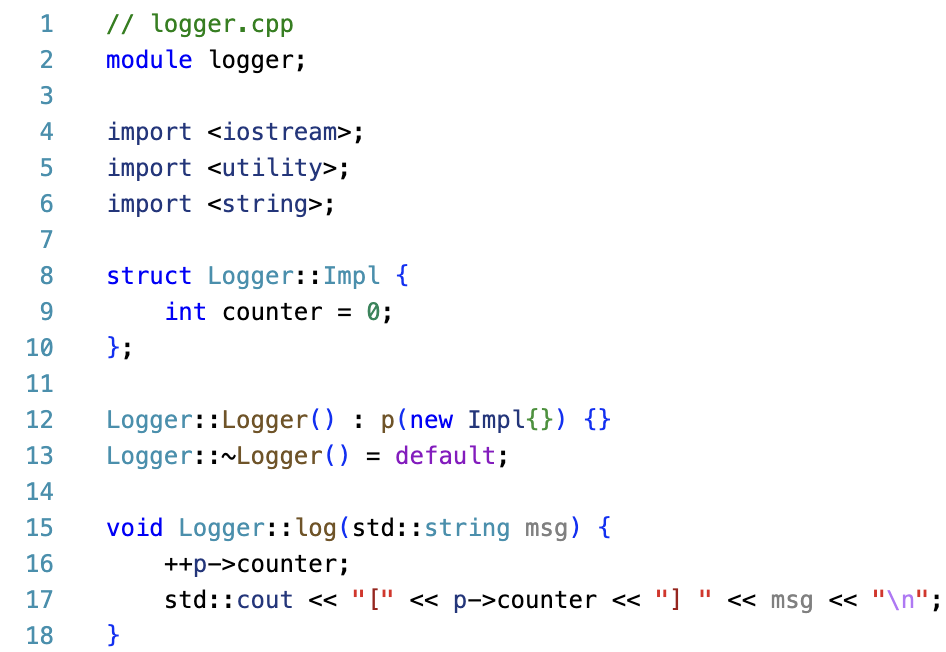 1 // logger.cpp
2 module logger;
3
4 import <iostream>;
5 import <utility>;
6 import <string>;
7
8 struct Logger::Impl {
9     int counter = 0;
10 };
11
12 Logger::Logger() : p(new Impl{}) {}
13 Logger::~Logger() = default;
14
15 void Logger::log(std::string msg) {
16     ++p->counter;
17     std::cout << "[" << p->counter << "] " << msg << "\n";
18 }